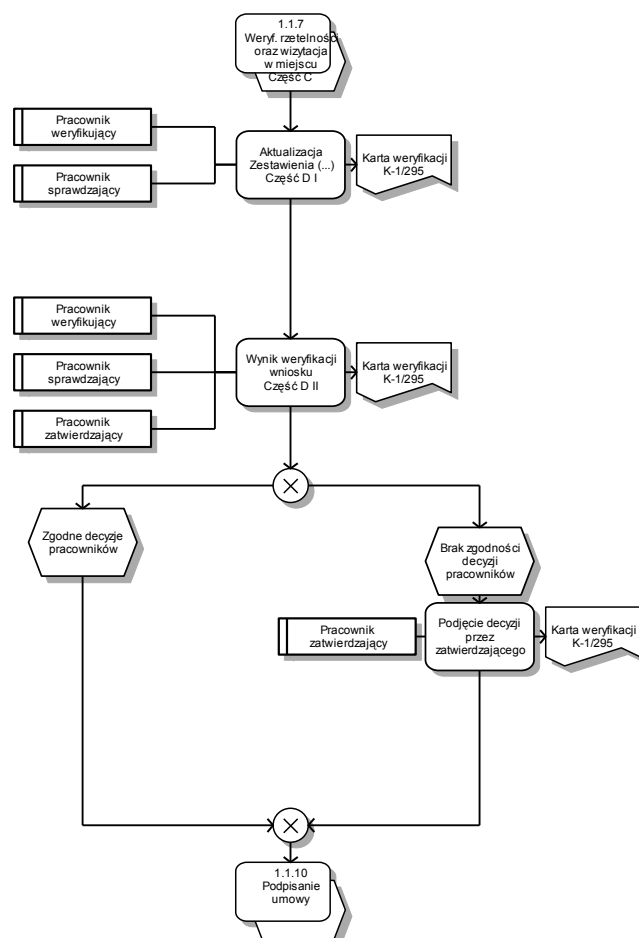 1.1.7
Weryf. rzetelności
oraz wizytacja
w miejscu
Część C
Pracownik
weryfikujący
Pracownik
sprawdzający
Aktualizacja
Zestawienia (...)
Część D I
Karta weryfikacji
K-1/295
Pracownik
weryfikujący
Pracownik
sprawdzający
Pracownik
zatwierdzający
Wynik weryfikacji
wniosku
Część D II
Karta weryfikacji
K-1/295
Zgodne decyzje
pracowników
Brak zgodności
decyzji
pracowników
Pracownik
zatwierdzający
Podjęcie decyzji
przez
zatwierdzającego
Karta weryfikacji
K-1/295
1.1.10
Podpisanie
umowy